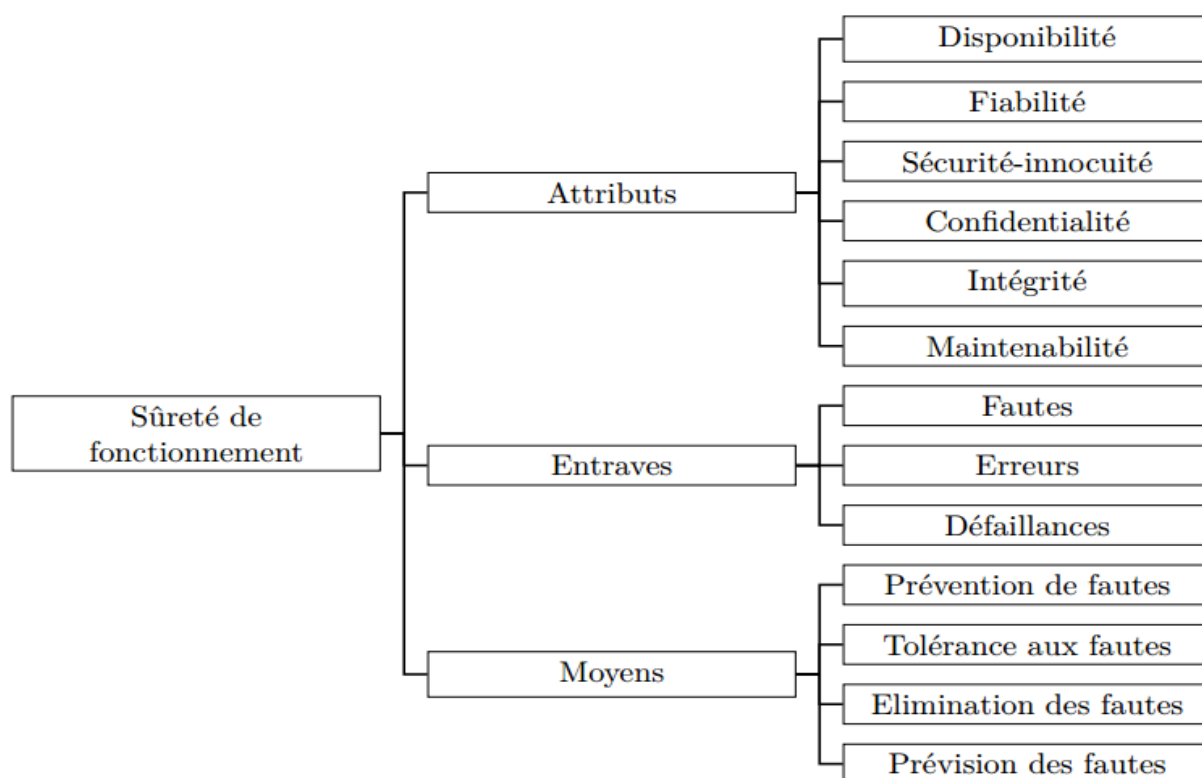 Disponibilité
Fiabilité
Sécurité-innocuité
Attributs
Confidentialité
Intégrité
Maintenabilité
Sûreté de
fonctionnement
Fautes
Entraves
Erreurs
Défaillances
Prévention de fautes
Tolérance aux fautes
Moyens
Elimination des fautes
Prévision des fautes